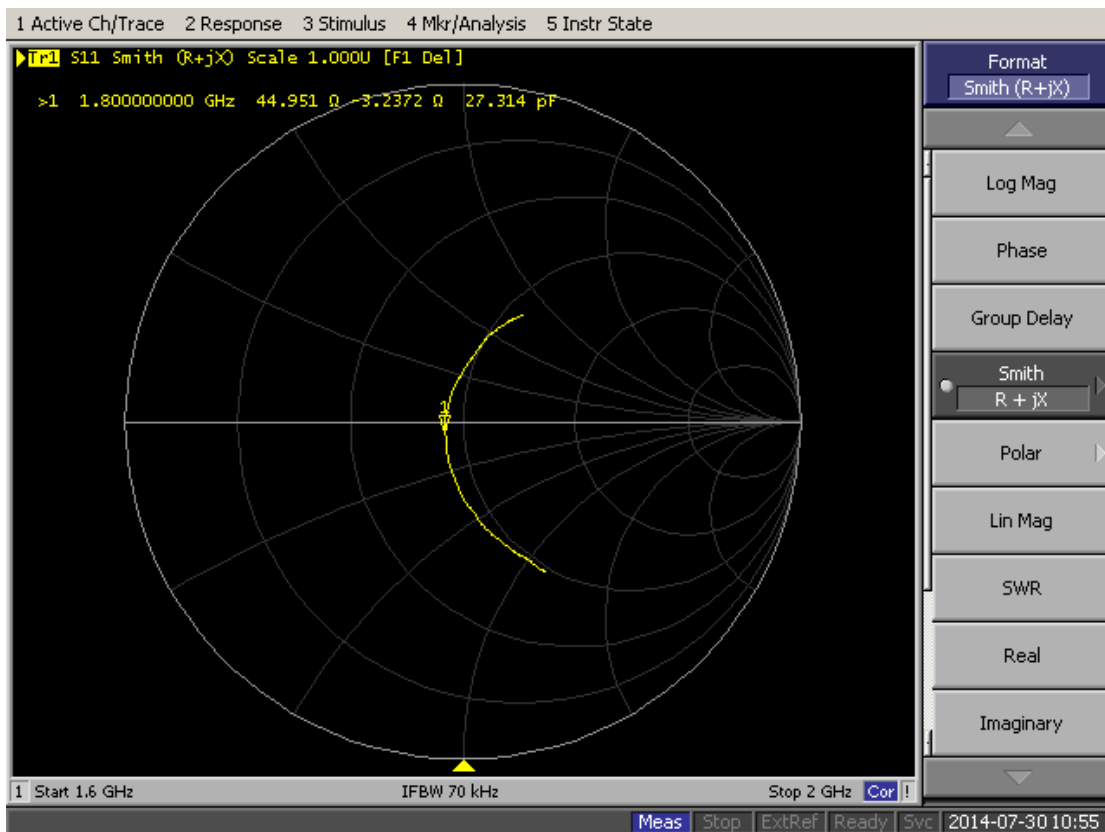 1 Active Ch/Trace 2 Response 3 Stimulus 4 Mkr/Analysis 5 Instr State
Tr1 S11 Smith (R+jX) Scale 1.000U [F1 Del]
>1 1.800000000 GHz 44.951 Ω -3.2372 Ω 27.314 pF
1
Format
Smith (R+jX)
Log Mag
Phase
Group Delay
Smith
R + jX
Polar
Lin Mag
SWR
Real
Imaginary
1 Start 1.6 GHz IFBW 70 kHz Stop 2 GHz Cor !
Meas Stop ExtRef Ready Svc 2014-07-30 10:55